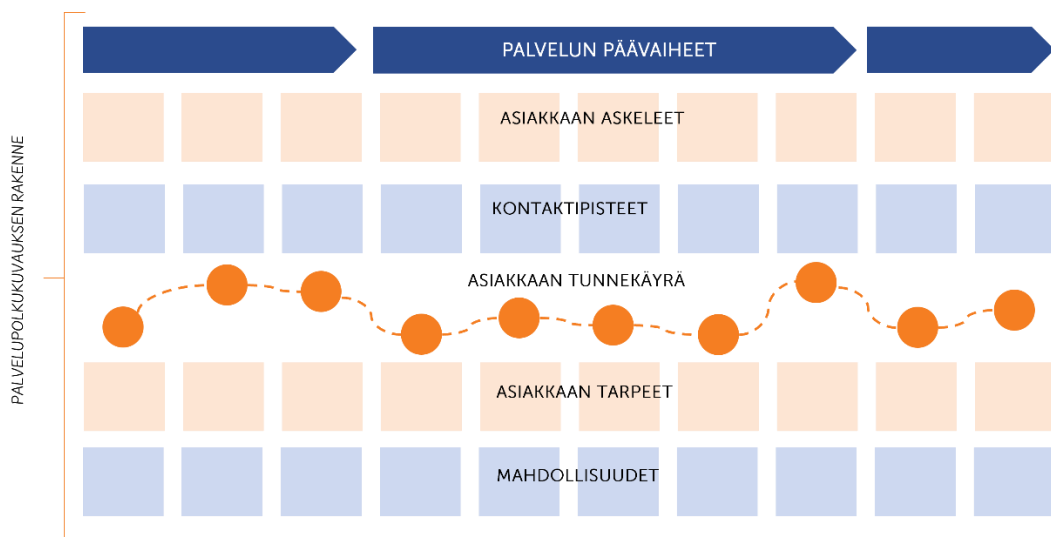 PALVELUPOLKUKUVAUKSEN RAKENNE
PALVELUN PÄÄVAIHEET
ASIAKKAAN ASKELEET
KONTAKTIPISTEET
ASIAKKAAN TUNNEKÄYRÄ
ASIAKKAAN TARPEET
MAHDOLLISUUDET